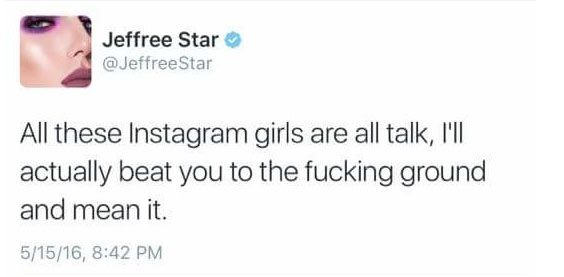 Jeffree Star
@JeffreeStar
All these Instagram girls are all talk, I'll
actually beat you to the fucking ground
and mean it.
5/15/16, 8:42 PM